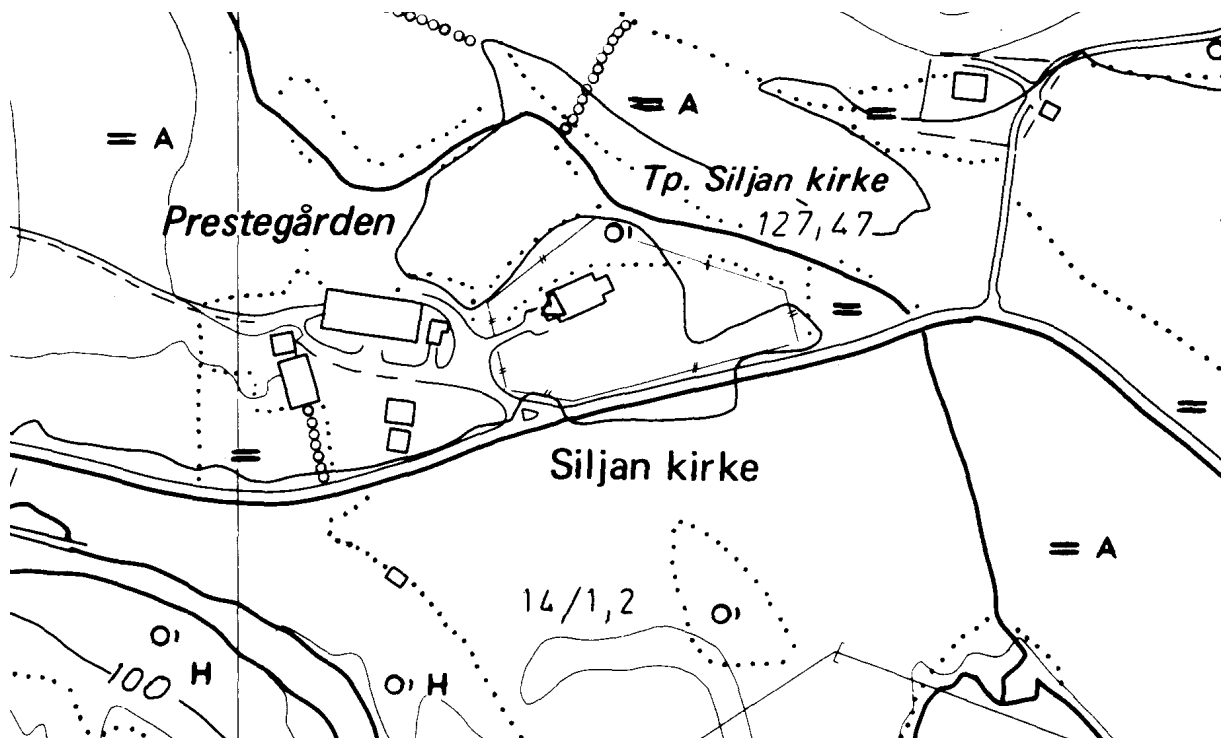 A
A
Tp. Siljan kirke
127,47
Prestegården
Siljan kirke
A
14/1,2
100
H
H